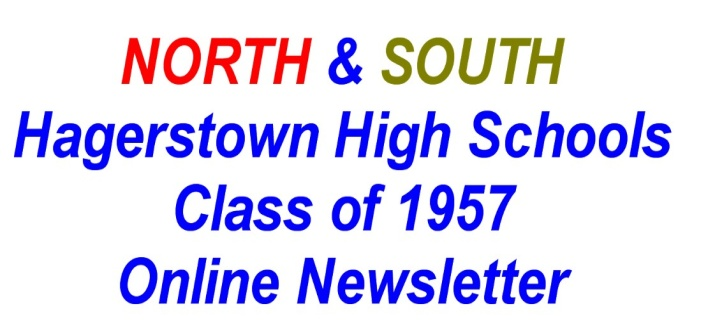 NORTH & SOUTH
Hagerstown High Schools
Class of 1957
Online Newsletter